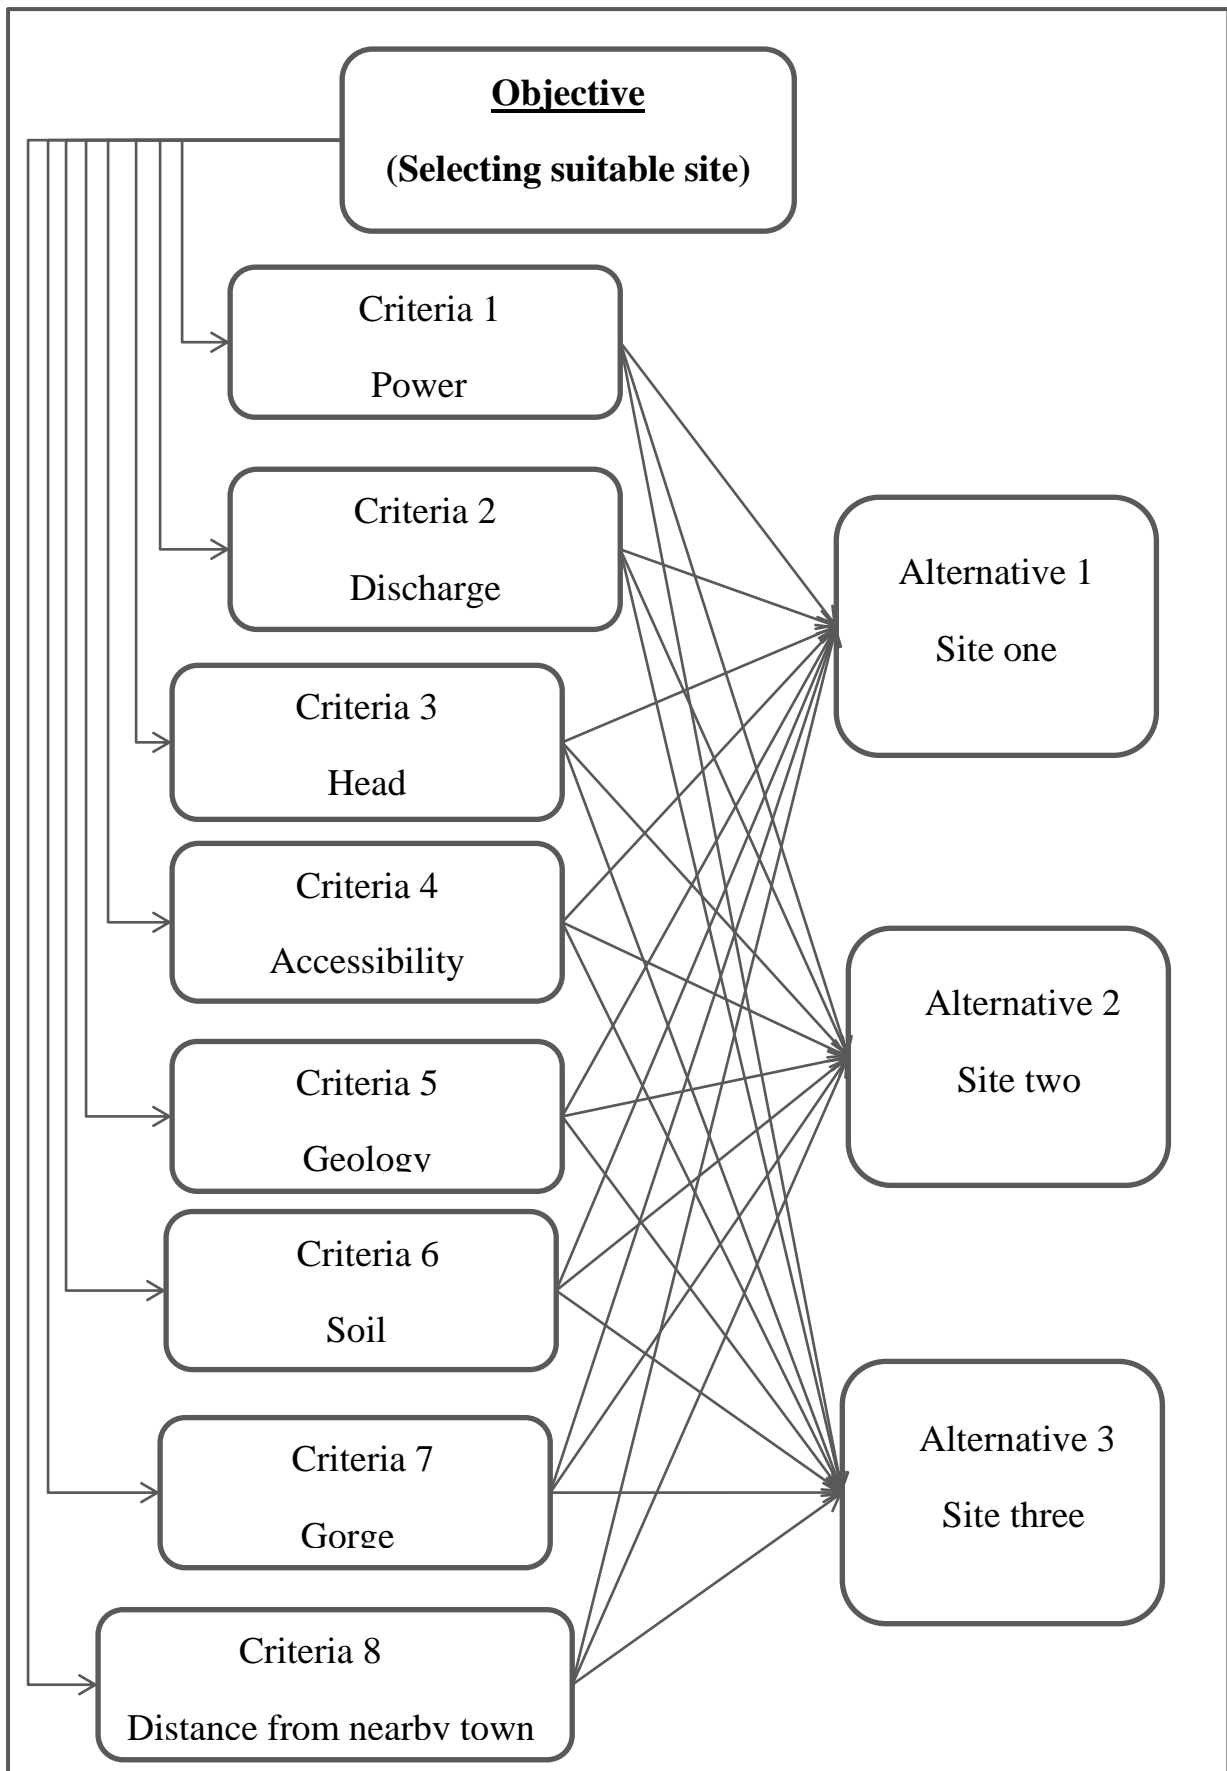 Objective
(Selecting suitable site)
Criteria 1
Power
Criteria 2
Discharge
Criteria 3
Head
Criteria 4
Accessibility
Criteria 5
Geology
Criteria 6
Soil
Criteria 7
Gorge
Criteria 8
Distance from nearby town
Alternative 1
Site one
Alternative 2
Site two
Alternative 3
Site three